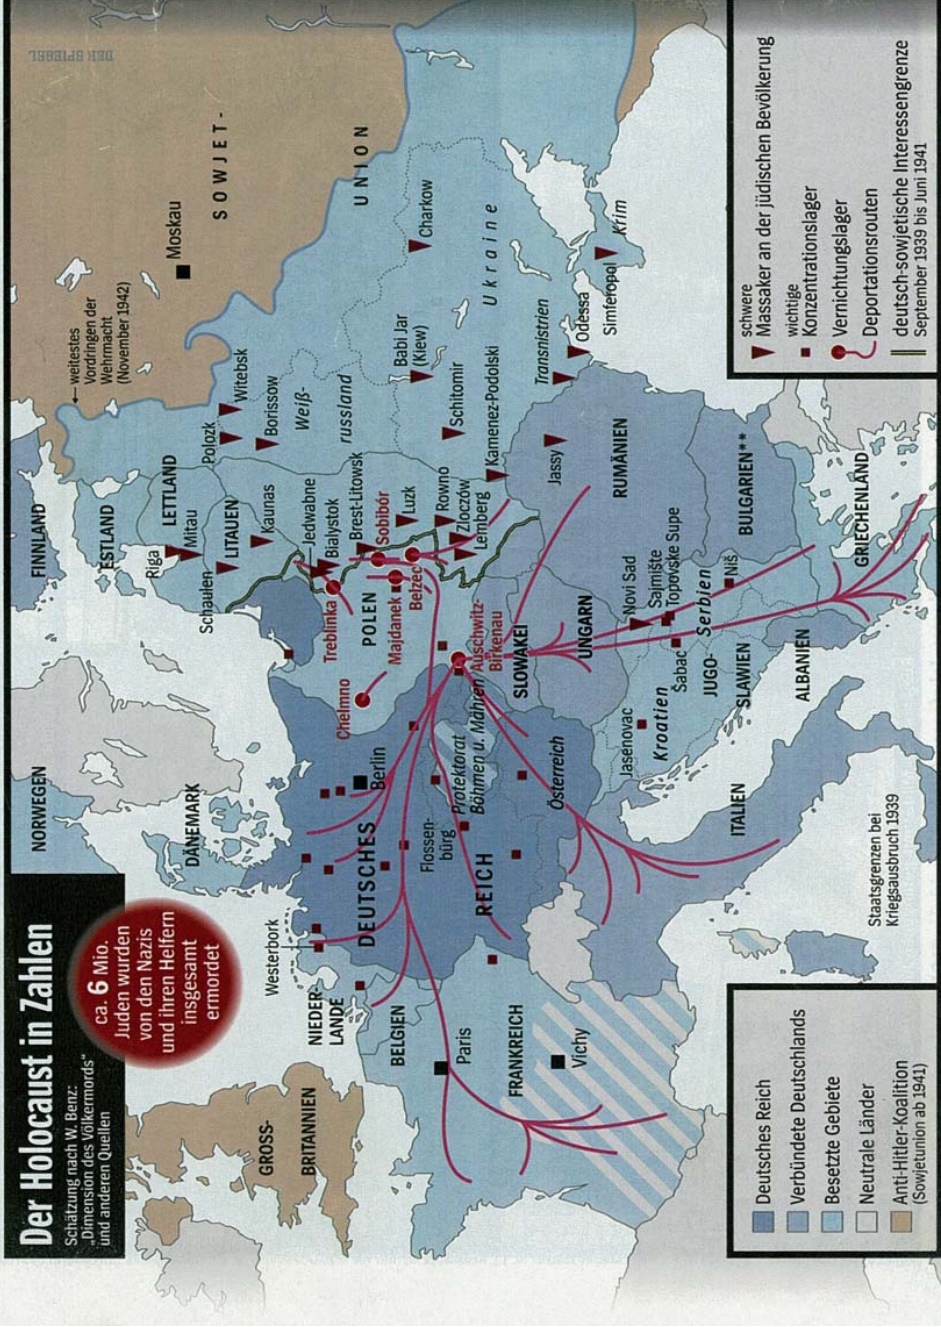 Der Holocaust in Zahlen
Schätzung nach W. Benz:
„Dimension des Völkermords“
und anderen Quellen
ca. 6 Mio.
Juden wurden
von den Nazis
und ihren Helfern
insgesamt
ermordet
NORWEGEN
FINNLAND
← weitestes
Vordringen der
Wehrmacht
(November 1942)
DER SPIEGEL
ESTLAND
LETTLAND
Riga
Mitau
Moskau
SOWJET-
UNION
DÄNEMARK
Schaulen
LITAUEN
Kaunas
Polozk
Witebsk
Borissow
Weiß-
russland
GROSS-
BRITANNIEN
Westerbork
NIEDER-
LANDE
DEUTSCHES
REICH
Berlin
Chełmno
Treblinka
POLEN
Majdanek
Jedwabne
Bialystok
Brest-Litowsk
Sobibór
Bełżec
Luzk
Rowno
Złoczów
Lemberg
Babi Jar
(Kiew)
Schitomir
Kamenez-Podolski
Charkow
Ukraine
BELGIEN
Paris
FRANKREICH
Vichy
Flossen-
bürg
Protektorat
Böhmen u. Mähren
Auschwitz-
Birkenau
SLOWAKEI
Österreich
UNGARN
Transnistrien
Odessa
Simferopol
Krim
Jassy
RUMÄNIEN
Novi Sad
Sajmište
Topovske Supe
Jasenovac
Kroatien
Šabac
Serbien
Niš
JUGO-
SLAWIEN
BULGARIEN**
ITALIEN
ALBANIEN
GRIECHENLAND
Staatsgrenzen bei
Kriegsausbruch 1939
Deutsches Reich
Verbündete Deutschlands
Besetzte Gebiete
Neutrale Länder
Anti-Hitler-Koalition
(Sowjetunion ab 1941)
schwere
Massaker an der jüdischen Bevölkerung
wichtige
Konzentrationslager
Vernichtungslager
Deportationsrouten
deutsch-sowjetische Interessengrenze
September 1939 bis Juni 1941